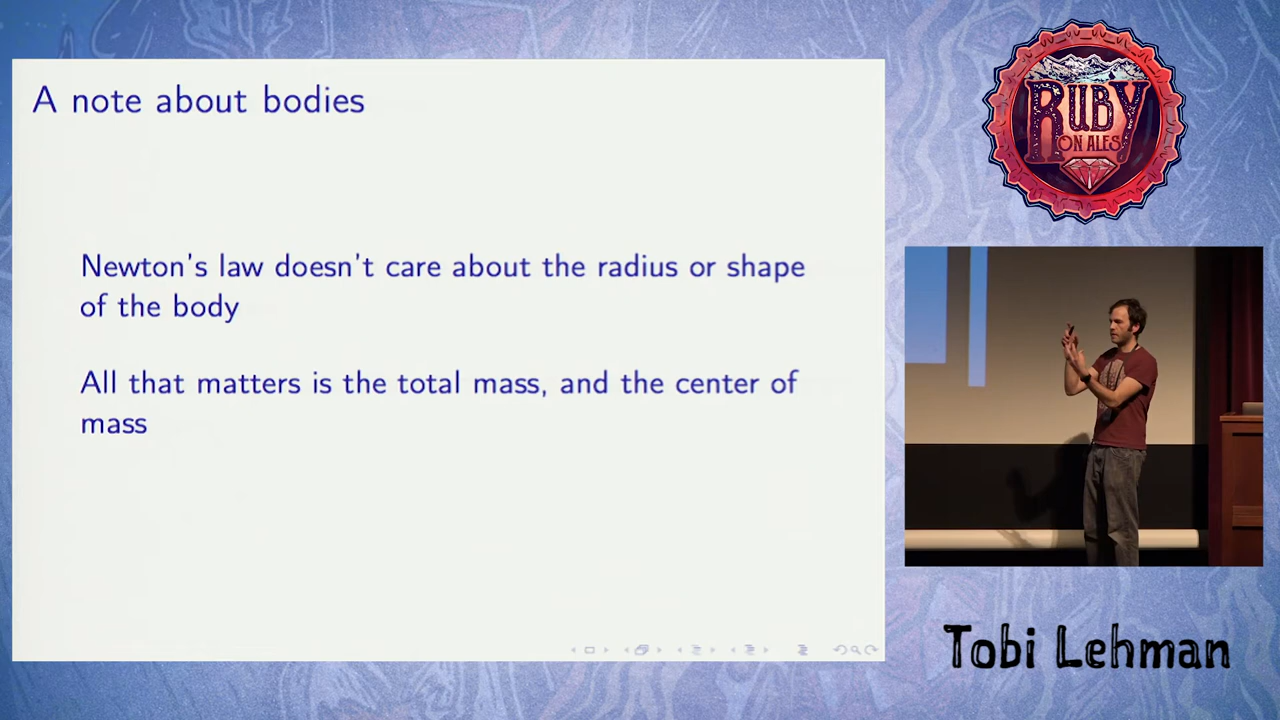 A note about bodies
Newton's law doesn't care about the radius or shape
of the body
All that matters is the total mass, and the center of
mass
RUBY
ON ALES
Tobi Lehman